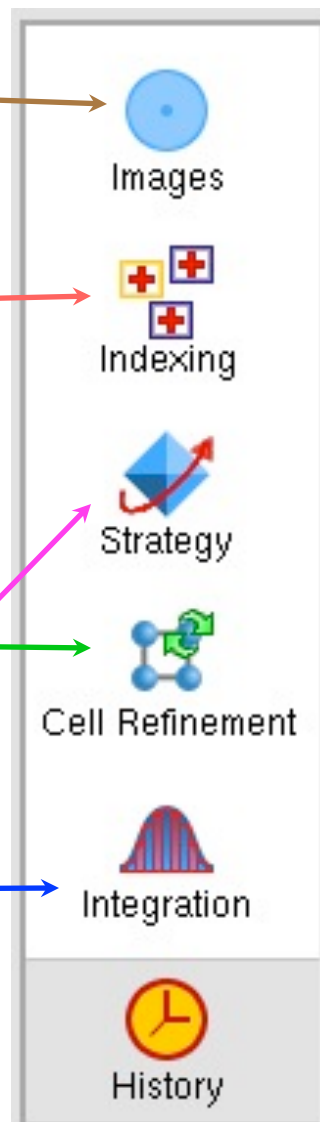 Images
Indexing
Strategy
Cell Refinement
Integration
History